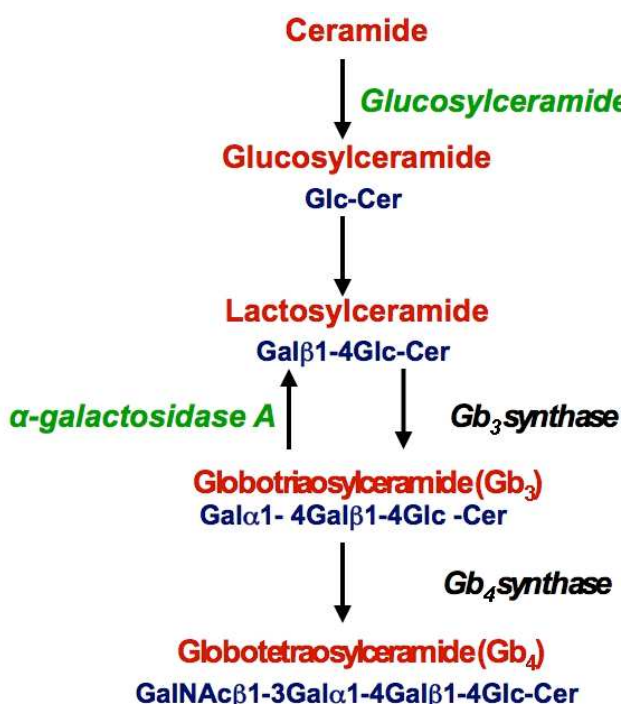 Ceramide
Glucosylceramide
Glucosylceramide
Glc-Cer
Lactosylceramide
Galβ1-4Glc-Cer
α-galactosidase A
Gb3 synthase
Globotriaosylceramide (Gb3)
Galα1- 4Galβ1-4Glc -Cer
Gb4 synthase
Globotetraosylceramide (Gb4)
GalNAcβ1-3Galα1-4Galβ1-4Glc-Cer